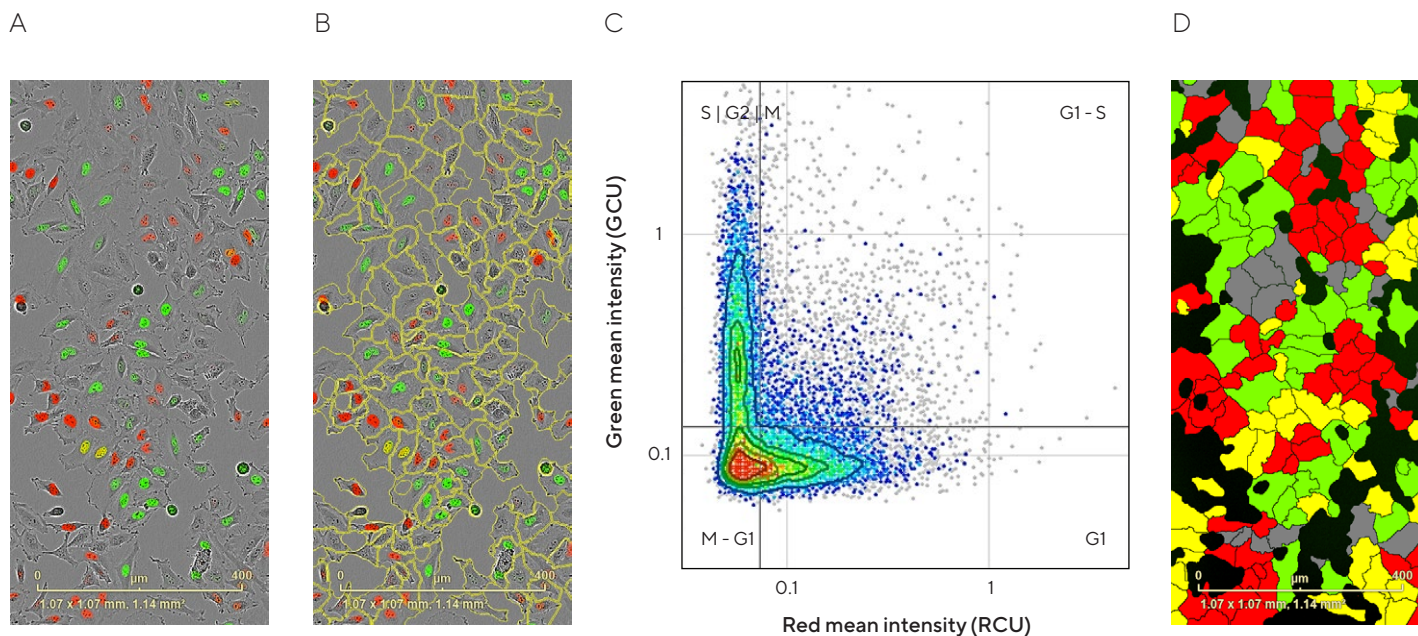 A
B
C
D
S | G2 | M
G1 - S
Green mean intensity (GCU)
1
0.1
M - G1
G1
0.1
1
Red mean intensity (RCU)
0 µm 400
1.07 x 1.07 mm, 1.14 mm²
0 µm 400
1.07 x 1.07 mm, 1.14 mm²
0 µm 400
1.07 x 1.07 mm, 1.14 mm²